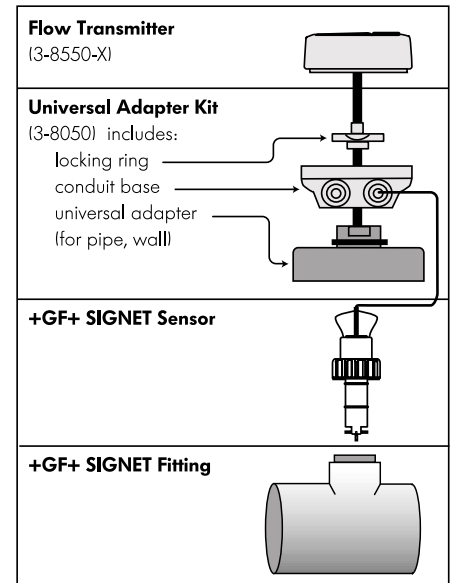 Flow Transmitter
(3-8550-X)
Universal Adapter Kit
(3-8050) includes:
locking ring
conduit base
universal adapter
(for pipe, wall)
+GF+ SIGNET Sensor
+GF+ SIGNET Fitting